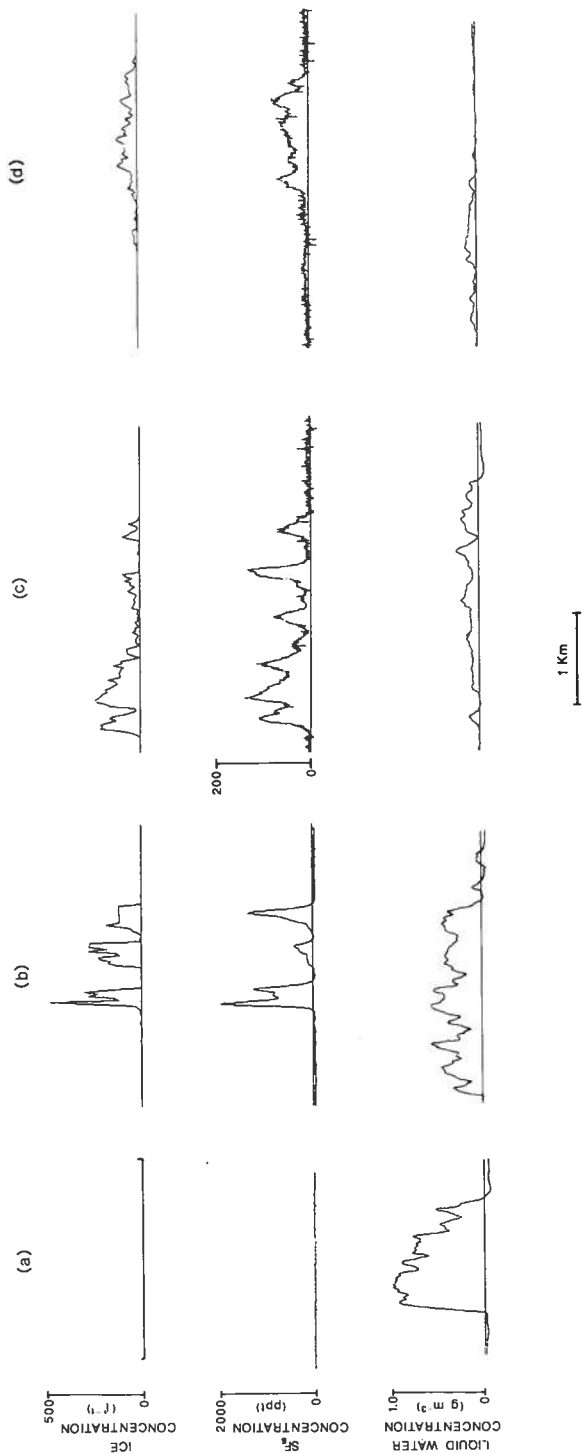 (a)
(b)
(c)
(d)
500
0
ICE
CONCENTRATION
(ℓ⁻¹)
2000
0
SF₆
CONCENTRATION
(ppt)
200
0
1.0
0
LIQUID WATER
CONCENTRATION
(g m⁻³)
1 Km